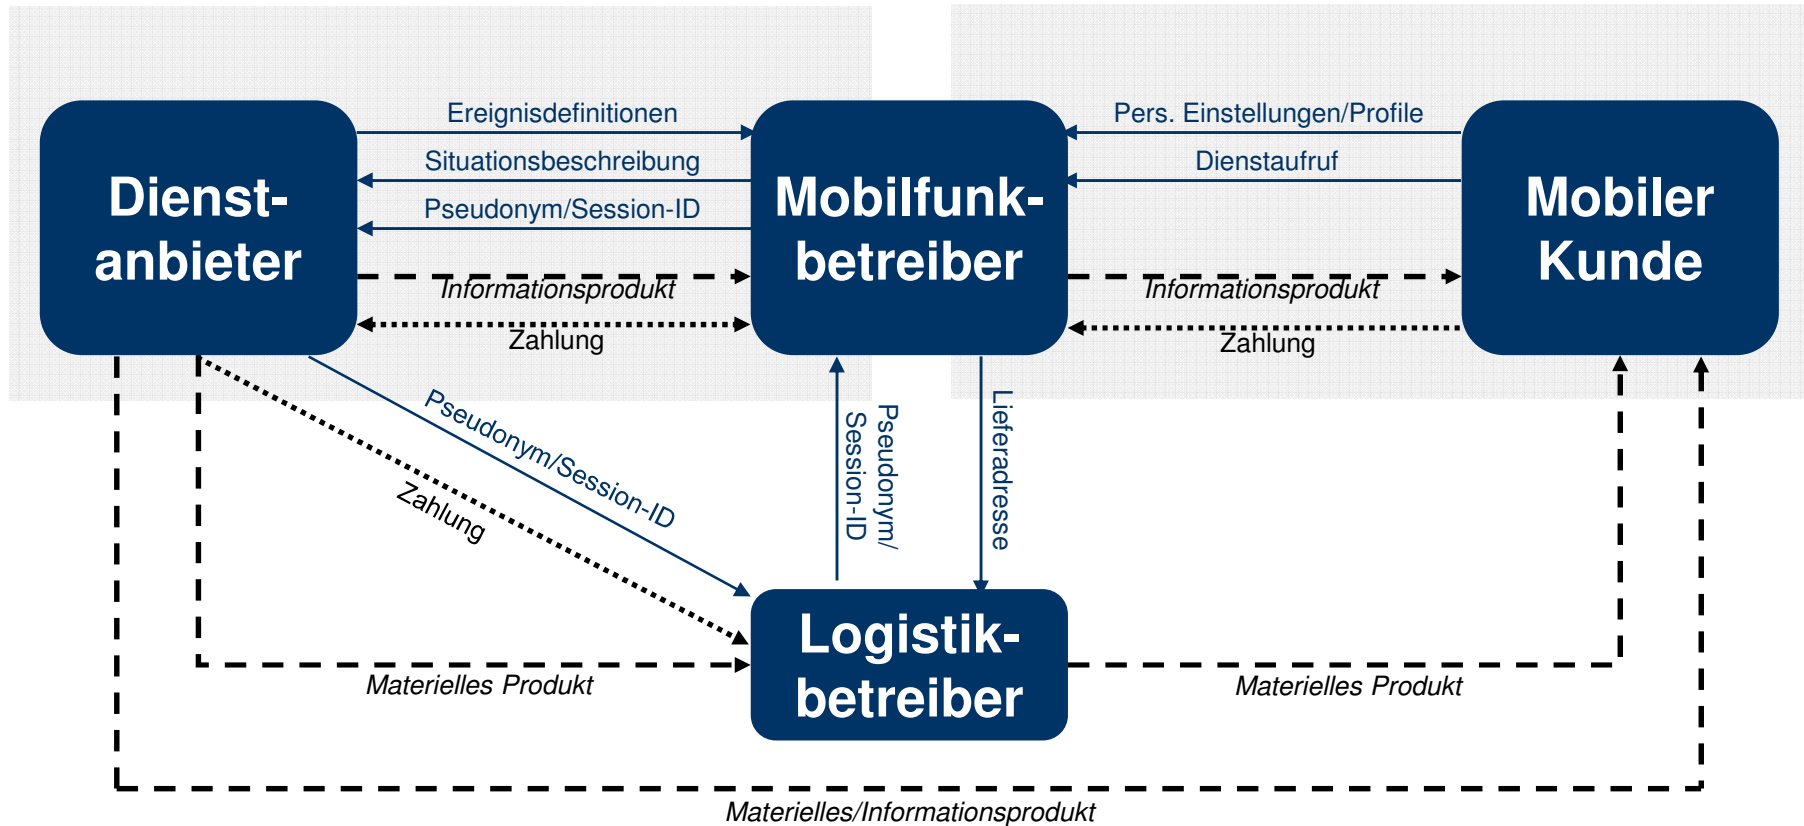 Ereignisdefinitionen
Situationsbeschreibung
Pseudonym/Session-ID
Informationsprodukt
Zahlung
Pers. Einstellungen/Profile
Dienstaufruf
Informationsprodukt
Zahlung
Dienst-
anbieter
Mobilfunk-
betreiber
Mobiler
Kunde
Pseudonym/Session-ID
Zahlung
Pseudonym/
Session-ID
Lieferadresse
Logistik-
betreiber
Materielles Produkt
Materielles Produkt
Materielles/Informationsprodukt